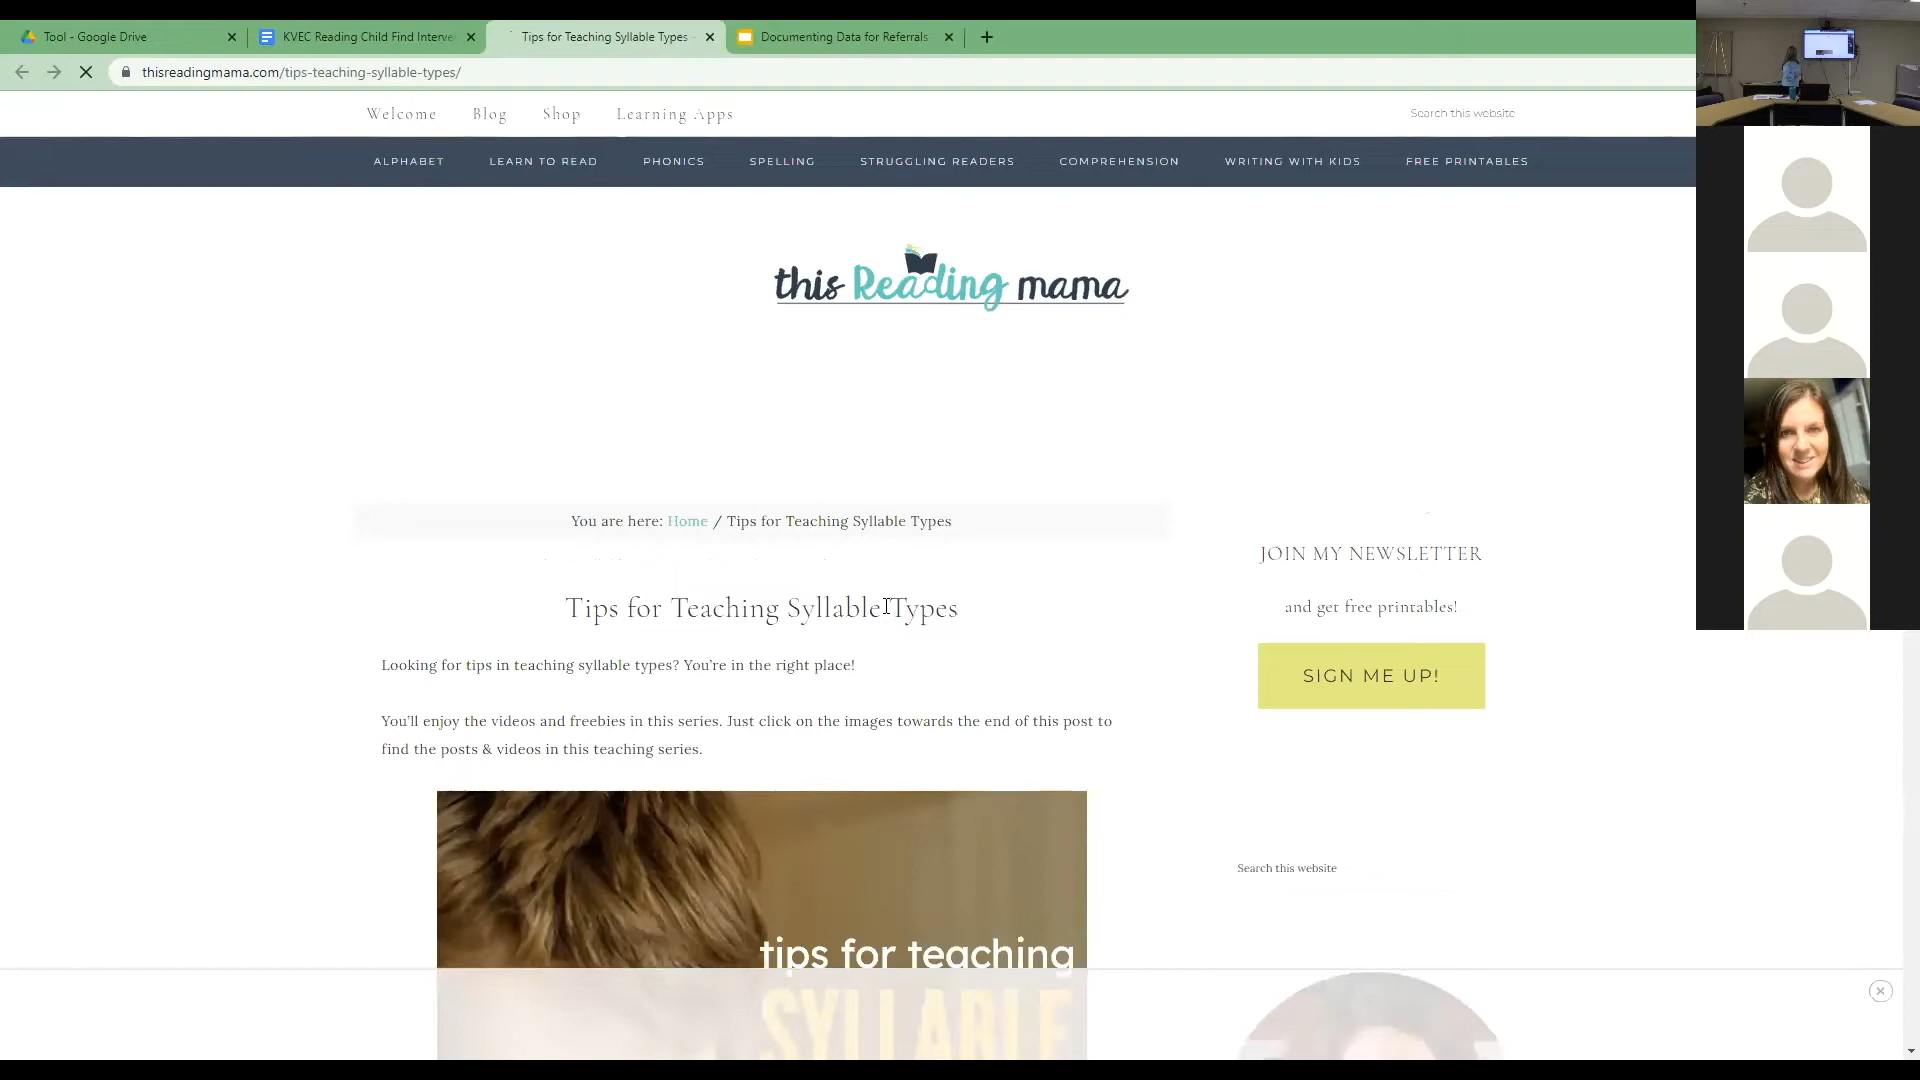 Tool - Google Drive
KVEC Reading Child Find Interve
Tips for Teaching Syllable Types
Documenting Data for Referrals
thisreadingmama.com/tips-teaching-syllable-types/
Welcome Blog Shop Learning Apps
Search this website
ALPHABET LEARN TO READ PHONICS SPELLING STRUGGLING READERS COMPREHENSION WRITING WITH KIDS FREE PRINTABLES
this Reading mama
You are here: Home / Tips for Teaching Syllable Types
JOIN MY NEWSLETTER
and get free printables!
SIGN ME UP!
Tips for Teaching Syllable Types
Looking for tips in teaching syllable types? You’re in the right place!
You’ll enjoy the videos and freebies in this series. Just click on the images towards the end of this post to
find the posts & videos in this teaching series.
Search this website
tips for teaching
SYLLABLE